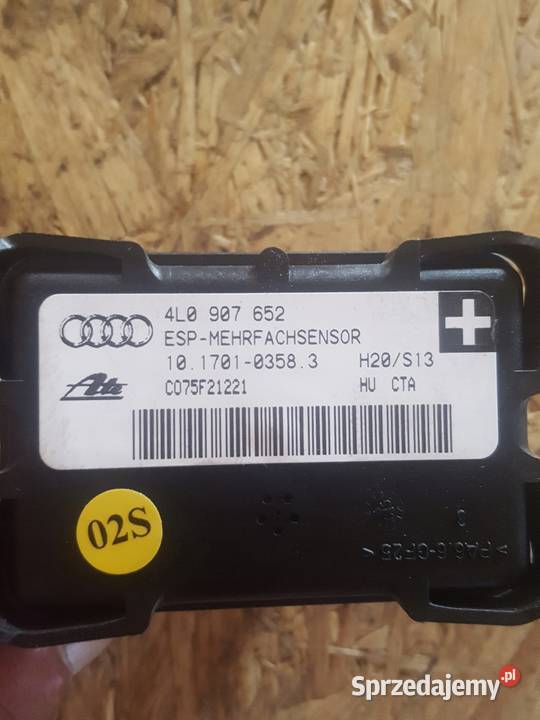 4L0 907 652
ESP-MEHRFACHSENSOR
10.1701-0358.3 H20/S13
Ate C075F21221 HU CTA
02S
3
>PA6.6-GF25<
Sprzedajemy.pl